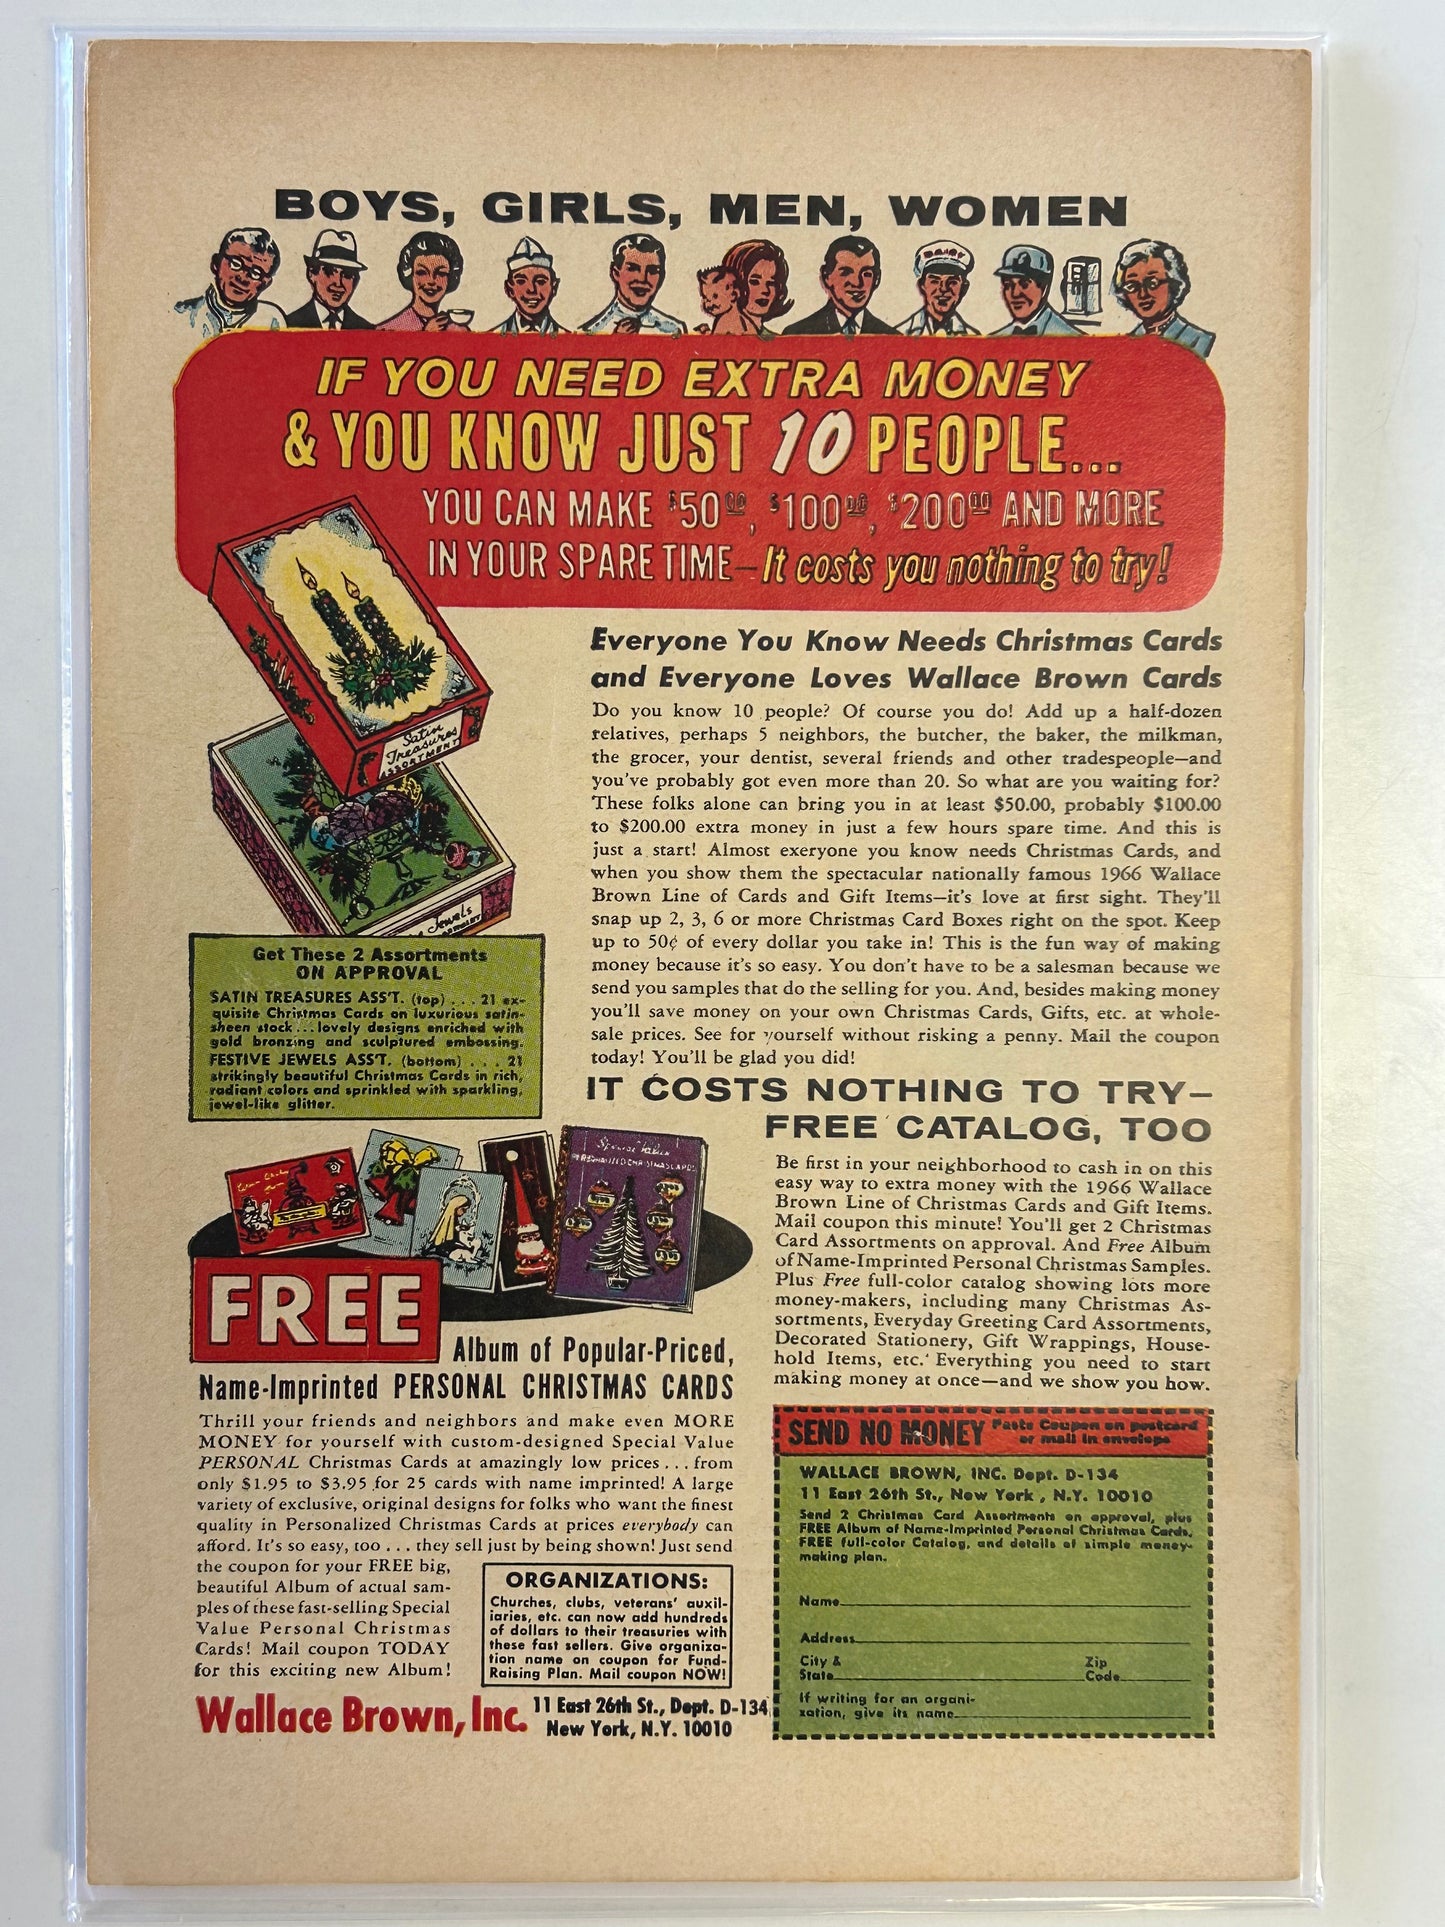 BOYS, GIRLS, MEN, WOMEN
DAIRY
IF YOU NEED EXTRA MONEY
& YOU KNOW JUST 10 PEOPLE...
YOU CAN MAKE $50.00, $100.00, $200.00 AND MORE
IN YOUR SPARE TIME—It costs you nothing to try!
Satin
Treasures
ASSORTMENT
Jewels
Get These 2 Assortments
ON APPROVAL
SATIN TREASURES ASS'T. (top) . . . 21 ex-
quisite Christmas Cards on luxurious satin-
sheen stock...lovely designs enriched with
gold bronzing and sculptured embossing.
FESTIVE JEWELS ASS'T. (bottom) . . . 21
strikingly beautiful Christmas Cards in rich,
radiant colors and sprinkled with sparkling,
jewel-like glitter.
Everyone You Know Needs Christmas Cards
and Everyone Loves Wallace Brown Cards
Do you know 10 people? Of course you do! Add up a half-dozen
relatives, perhaps 5 neighbors, the butcher, the baker, the milkman,
the grocer, your dentist, several friends and other tradespeople—and
you've probably got even more than 20. So what are you waiting for?
These folks alone can bring you in at least $50.00, probably $100.00
to $200.00 extra money in just a few hours spare time. And this is
just a start! Almost exeryone you know needs Christmas Cards, and
when you show them the spectacular nationally famous 1966 Wallace
Brown Line of Cards and Gift Items—it's love at first sight. They'll
snap up 2, 3, 6 or more Christmas Card Boxes right on the spot. Keep
up to 50¢ of every dollar you take in! This is the fun way of making
money because it's so easy. You don't have to be a salesman because we
send you samples that do the selling for you. And, besides making money
you'll save money on your own Christmas Cards, Gifts, etc. at whole-
sale prices. See for yourself without risking a penny. Mail the coupon
today! You'll be glad you did!
IT COSTS NOTHING TO TRY—
FREE CATALOG, TOO
Be first in your neighborhood to cash in on this
easy way to extra money with the 1966 Wallace
Brown Line of Christmas Cards and Gift Items.
Mail coupon this minute! You'll get 2 Christmas
Card Assortments on approval. And Free Album
of Name-Imprinted Personal Christmas Samples.
Plus Free full-color catalog showing lots more
money-makers, including many Christmas As-
sortments, Everyday Greeting Card Assortments,
Decorated Stationery, Gift Wrappings, House-
hold Items, etc. Everything you need to start
making money at once—and we show you how.
Special Value
PERSONALIZED CHRISTMAS CARDS
FREE
Album of Popular-Priced,
Name-Imprinted PERSONAL CHRISTMAS CARDS
Thrill your friends and neighbors and make even MORE
MONEY for yourself with custom-designed Special Value
PERSONAL Christmas Cards at amazingly low prices . . . from
only $1.95 to $3.95 for 25 cards with name imprinted! A large
variety of exclusive, original designs for folks who want the finest
quality in Personalized Christmas Cards at prices everybody can
afford. It's so easy, too . . . they sell just by being shown! Just send
the coupon for your FREE big,
beautiful Album of actual sam-
ples of these fast-selling Special
Value Personal Christmas
Cards! Mail coupon TODAY
for this exciting new Album!
ORGANIZATIONS:
Churches, clubs, veterans' auxil-
iaries, etc. can now add hundreds
of dollars to their treasuries with
these fast sellers. Give organiza-
tion name on coupon for Fund-
Raising Plan. Mail coupon NOW!
Wallace Brown, Inc.
11 East 26th St., Dept. D-134
New York, N.Y. 10010
SEND NO MONEY Paste Coupon on postcard
or mail in envelope
WALLACE BROWN, INC. Dept. D-134
11 East 26th St., New York , N.Y. 10010
Send 2 Christmas Card Assortments on approval, plus
FREE Album of Name-Imprinted Personal Christmas Cards,
FREE full-color Catalog, and details of simple money-
making plan.
Name
Address
City & Zip
State Code
If writing for an organi-
zation, give its name